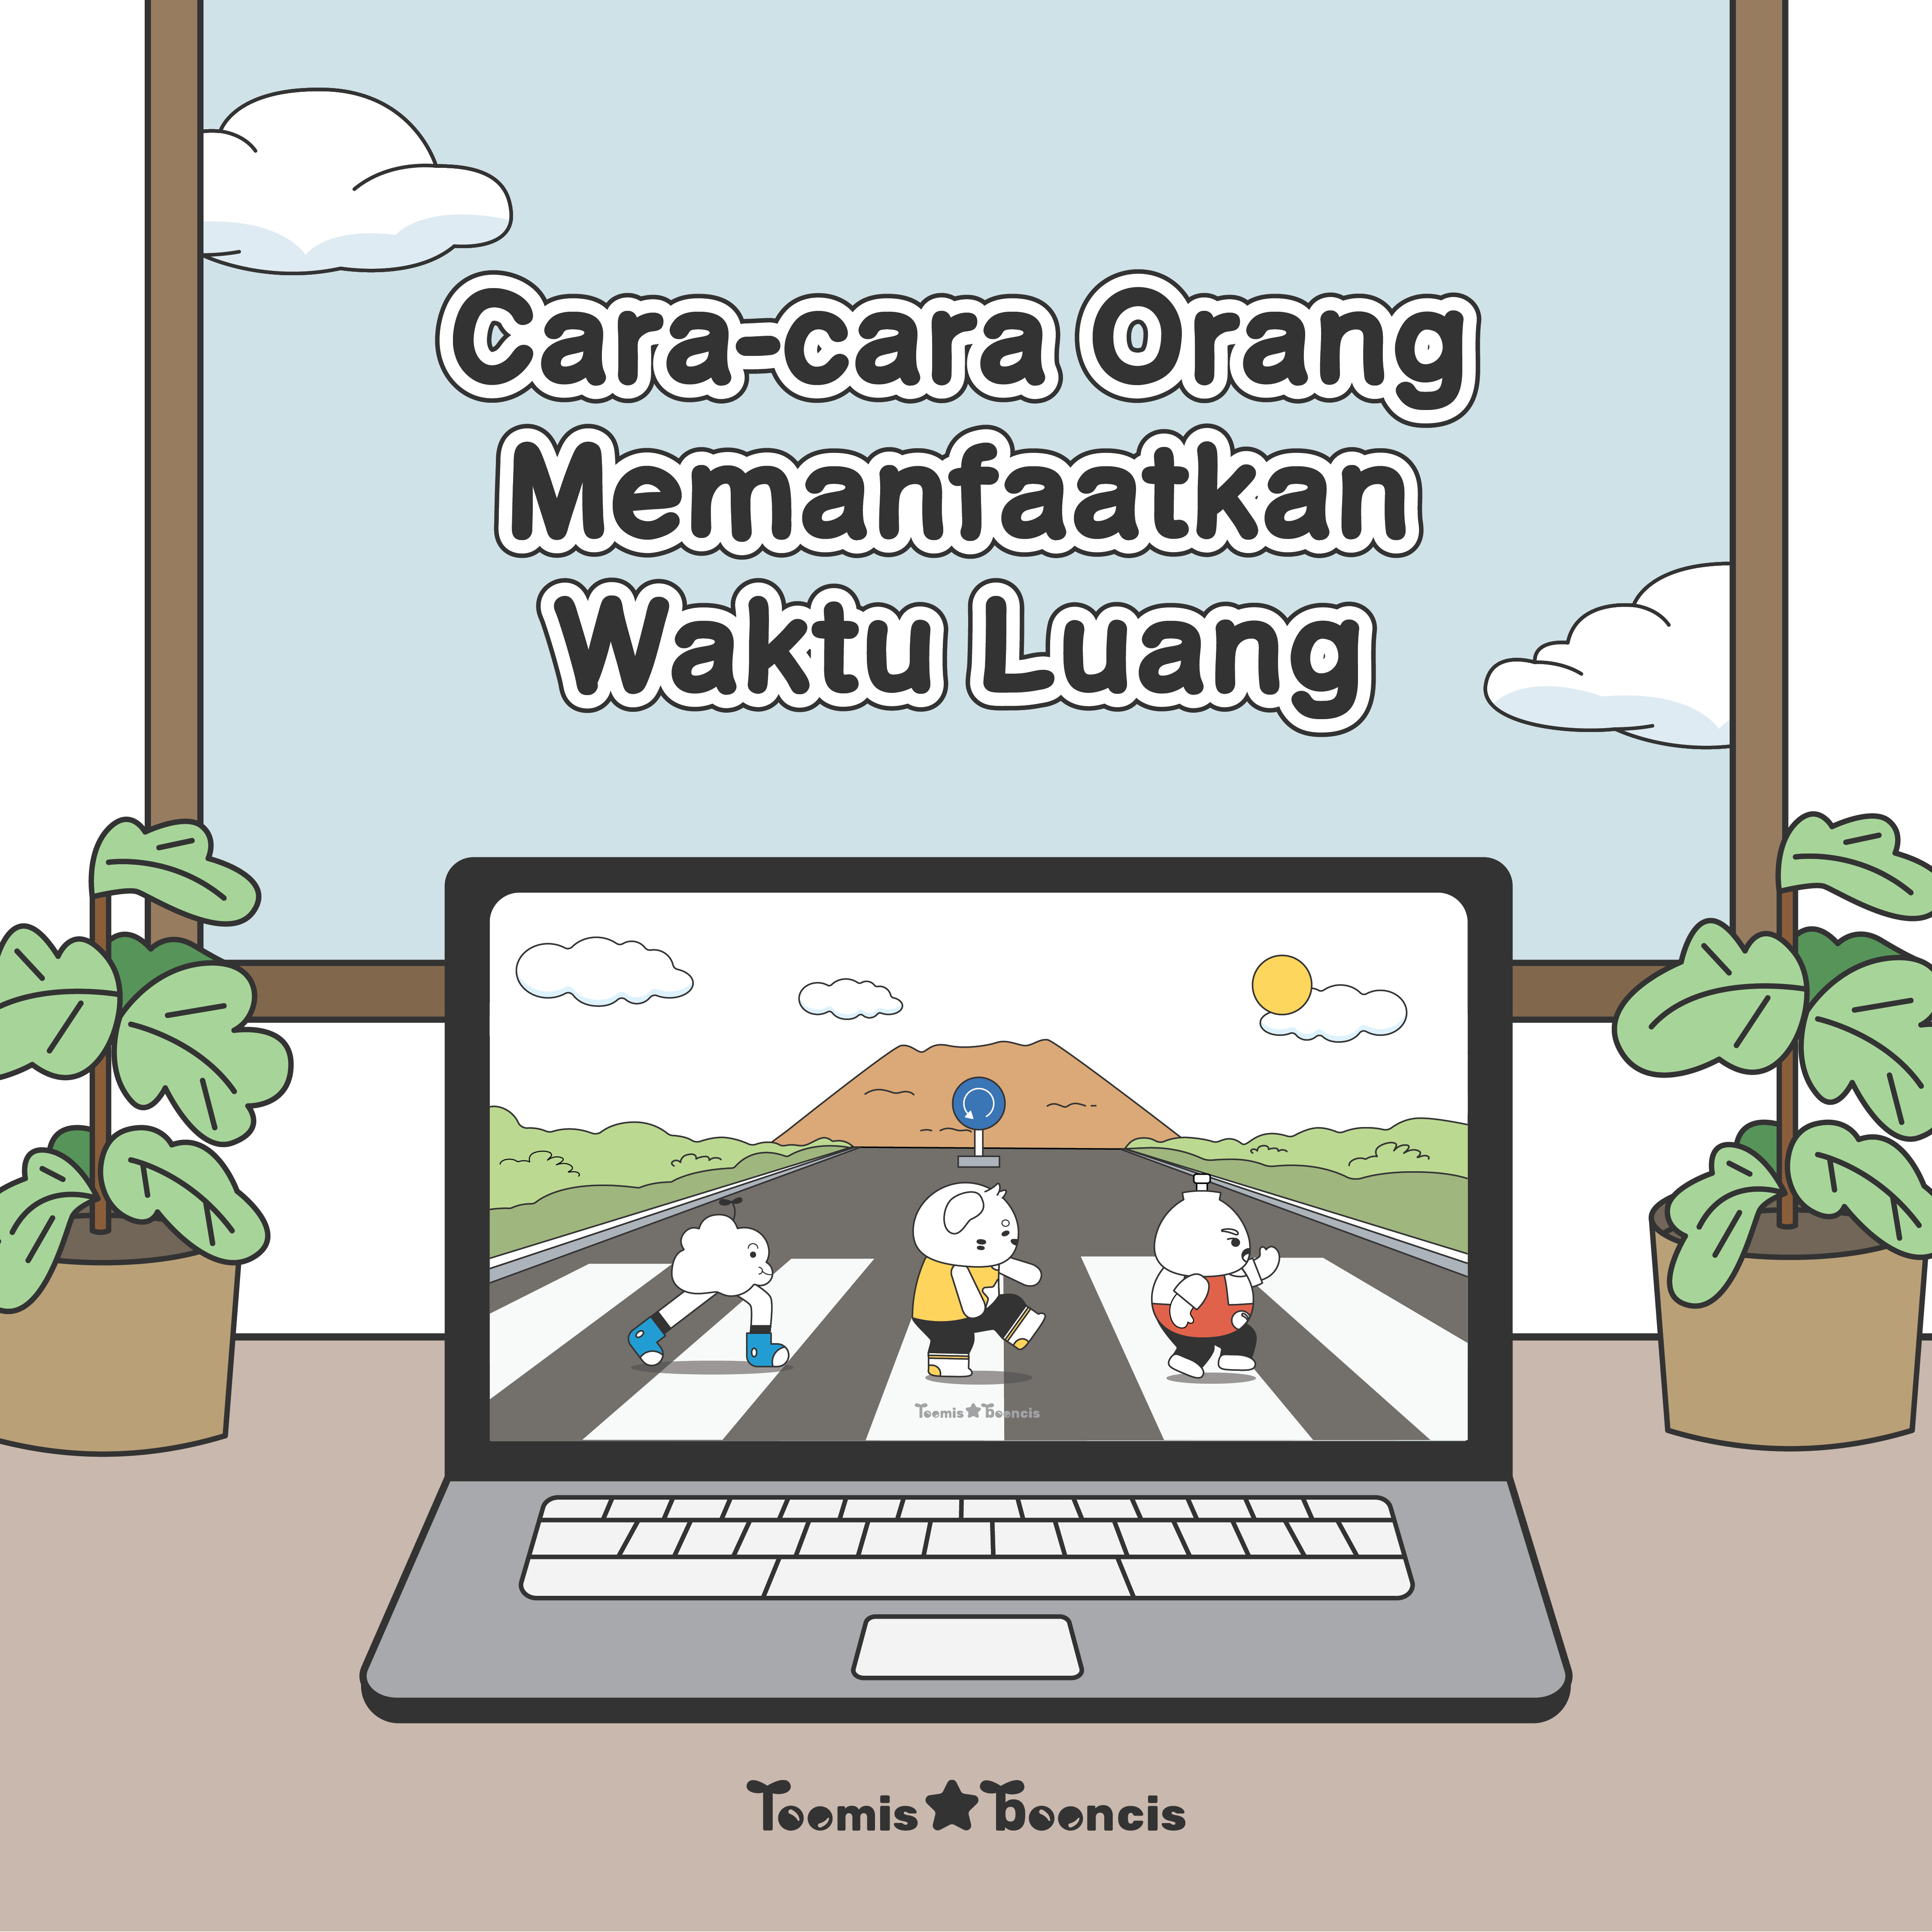 Cara-cara Orang
Memanfaatkan
Waktu Luang
Toomis★Booncis
Toomis★Booncis